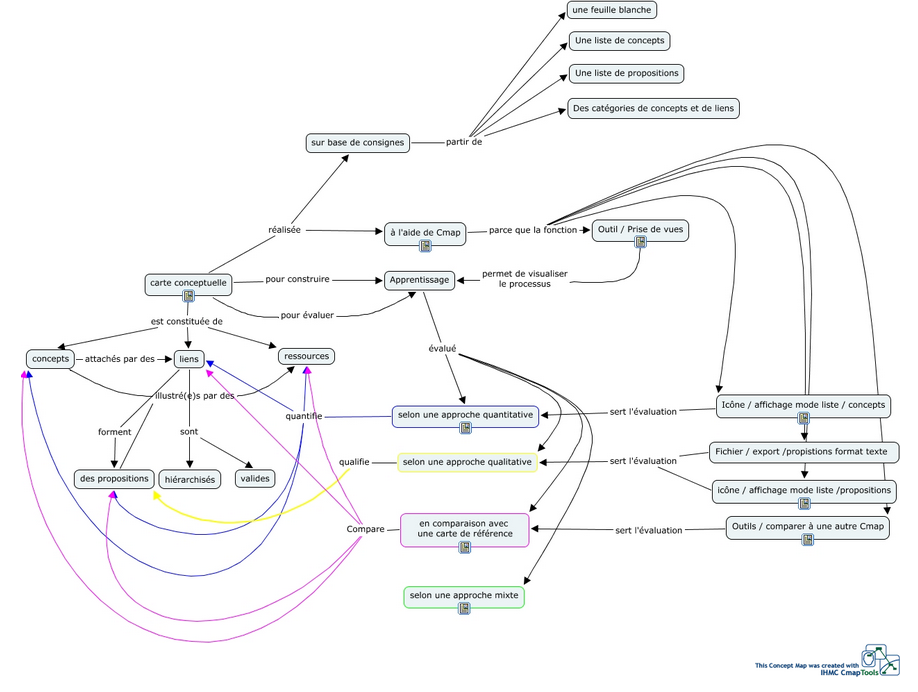 une feuille blanche
Une liste de concepts
Une liste de propositions
Des catégories de concepts et de liens
sur base de consignes
partir de
réalisée
à l'aide de Cmap
parce que la fonction
Outil / Prise de vues
carte conceptuelle
pour construire
Apprentissage
permet de visualiser
le processus
pour évaluer
est constituée de
évalué
concepts
attachés par des
liens
ressources
illustré(e)s par des
Icône / affichage mode liste / concepts
sert l'évaluation
selon une approche quantitative
quantifie
forment
sont
Fichier / export /propistions format texte
sert l'évaluation
selon une approche qualitative
qualifie
des propositions
hiérarchisés
valides
icône / affichage mode liste /propositions
Outils / comparer à une autre Cmap
sert l'évaluation
en comparaison avec
une carte de référence
Compare
selon une approche mixte
This Concept Map was created with
IHMC CmapTools